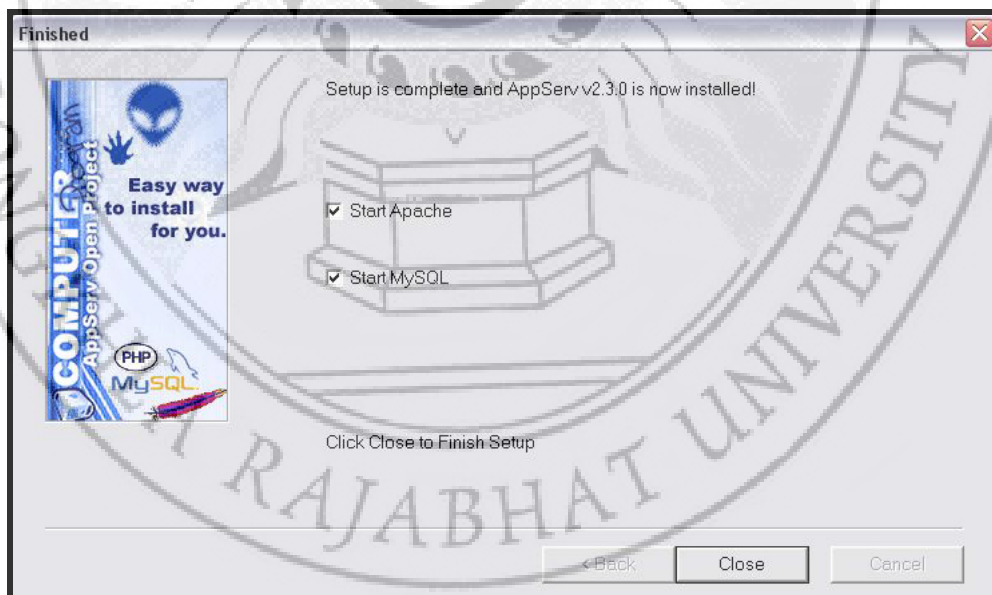 Finished
Setup is complete and AppServ v2.3.0 is now installed!
COMPUTER
Program
AppServ Open Project
Easy way
to install
for you.
Start Apache
Start MySQL
PHP
MySQL
Click Close to Finish Setup
RAJABHAT UNIVERSITY
< Back
Close
Cancel